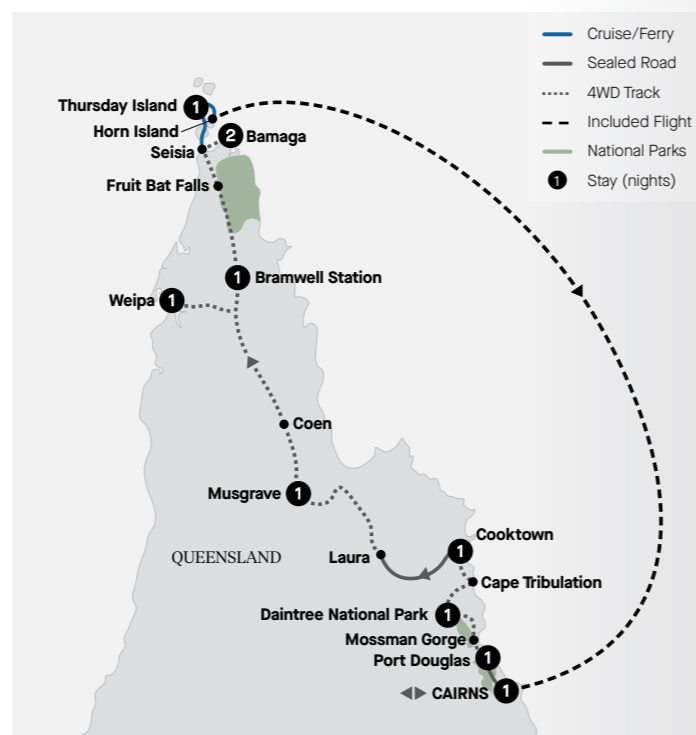 Cruise/Ferry
Sealed Road
4WD Track
Included Flight
National Parks
1 Stay (nights)
Thursday Island 1
Horn Island
2 Bamaga
Seisia
Fruit Bat Falls
1 Bramwell Station
Weipa 1
Coen
Musgrave 1
Cooktown
1
QUEENSLAND
Laura
Cape Tribulation
Daintree National Park 1
Mossman Gorge
Port Douglas 1
CAIRNS 1